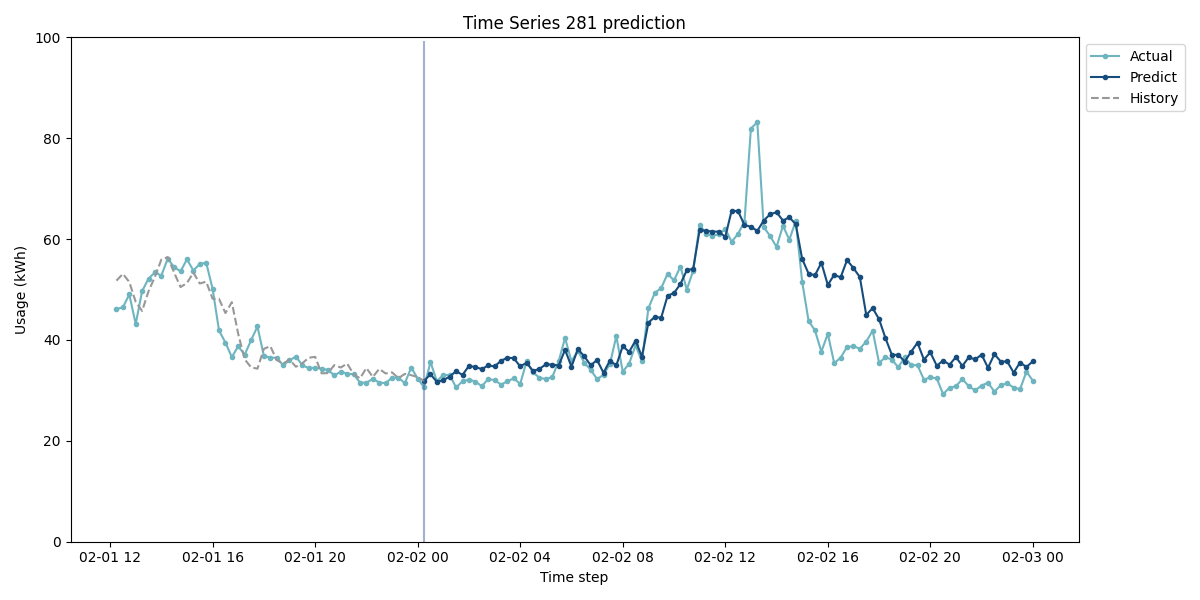 Time Series 281 prediction
100
80
60
40
20
0
Usage (kWh)
02-01 12
02-01 16
02-01 20
02-02 00
02-02 04
02-02 08
02-02 12
02-02 16
02-02 20
02-03 00
Time step
Actual
Predict
History